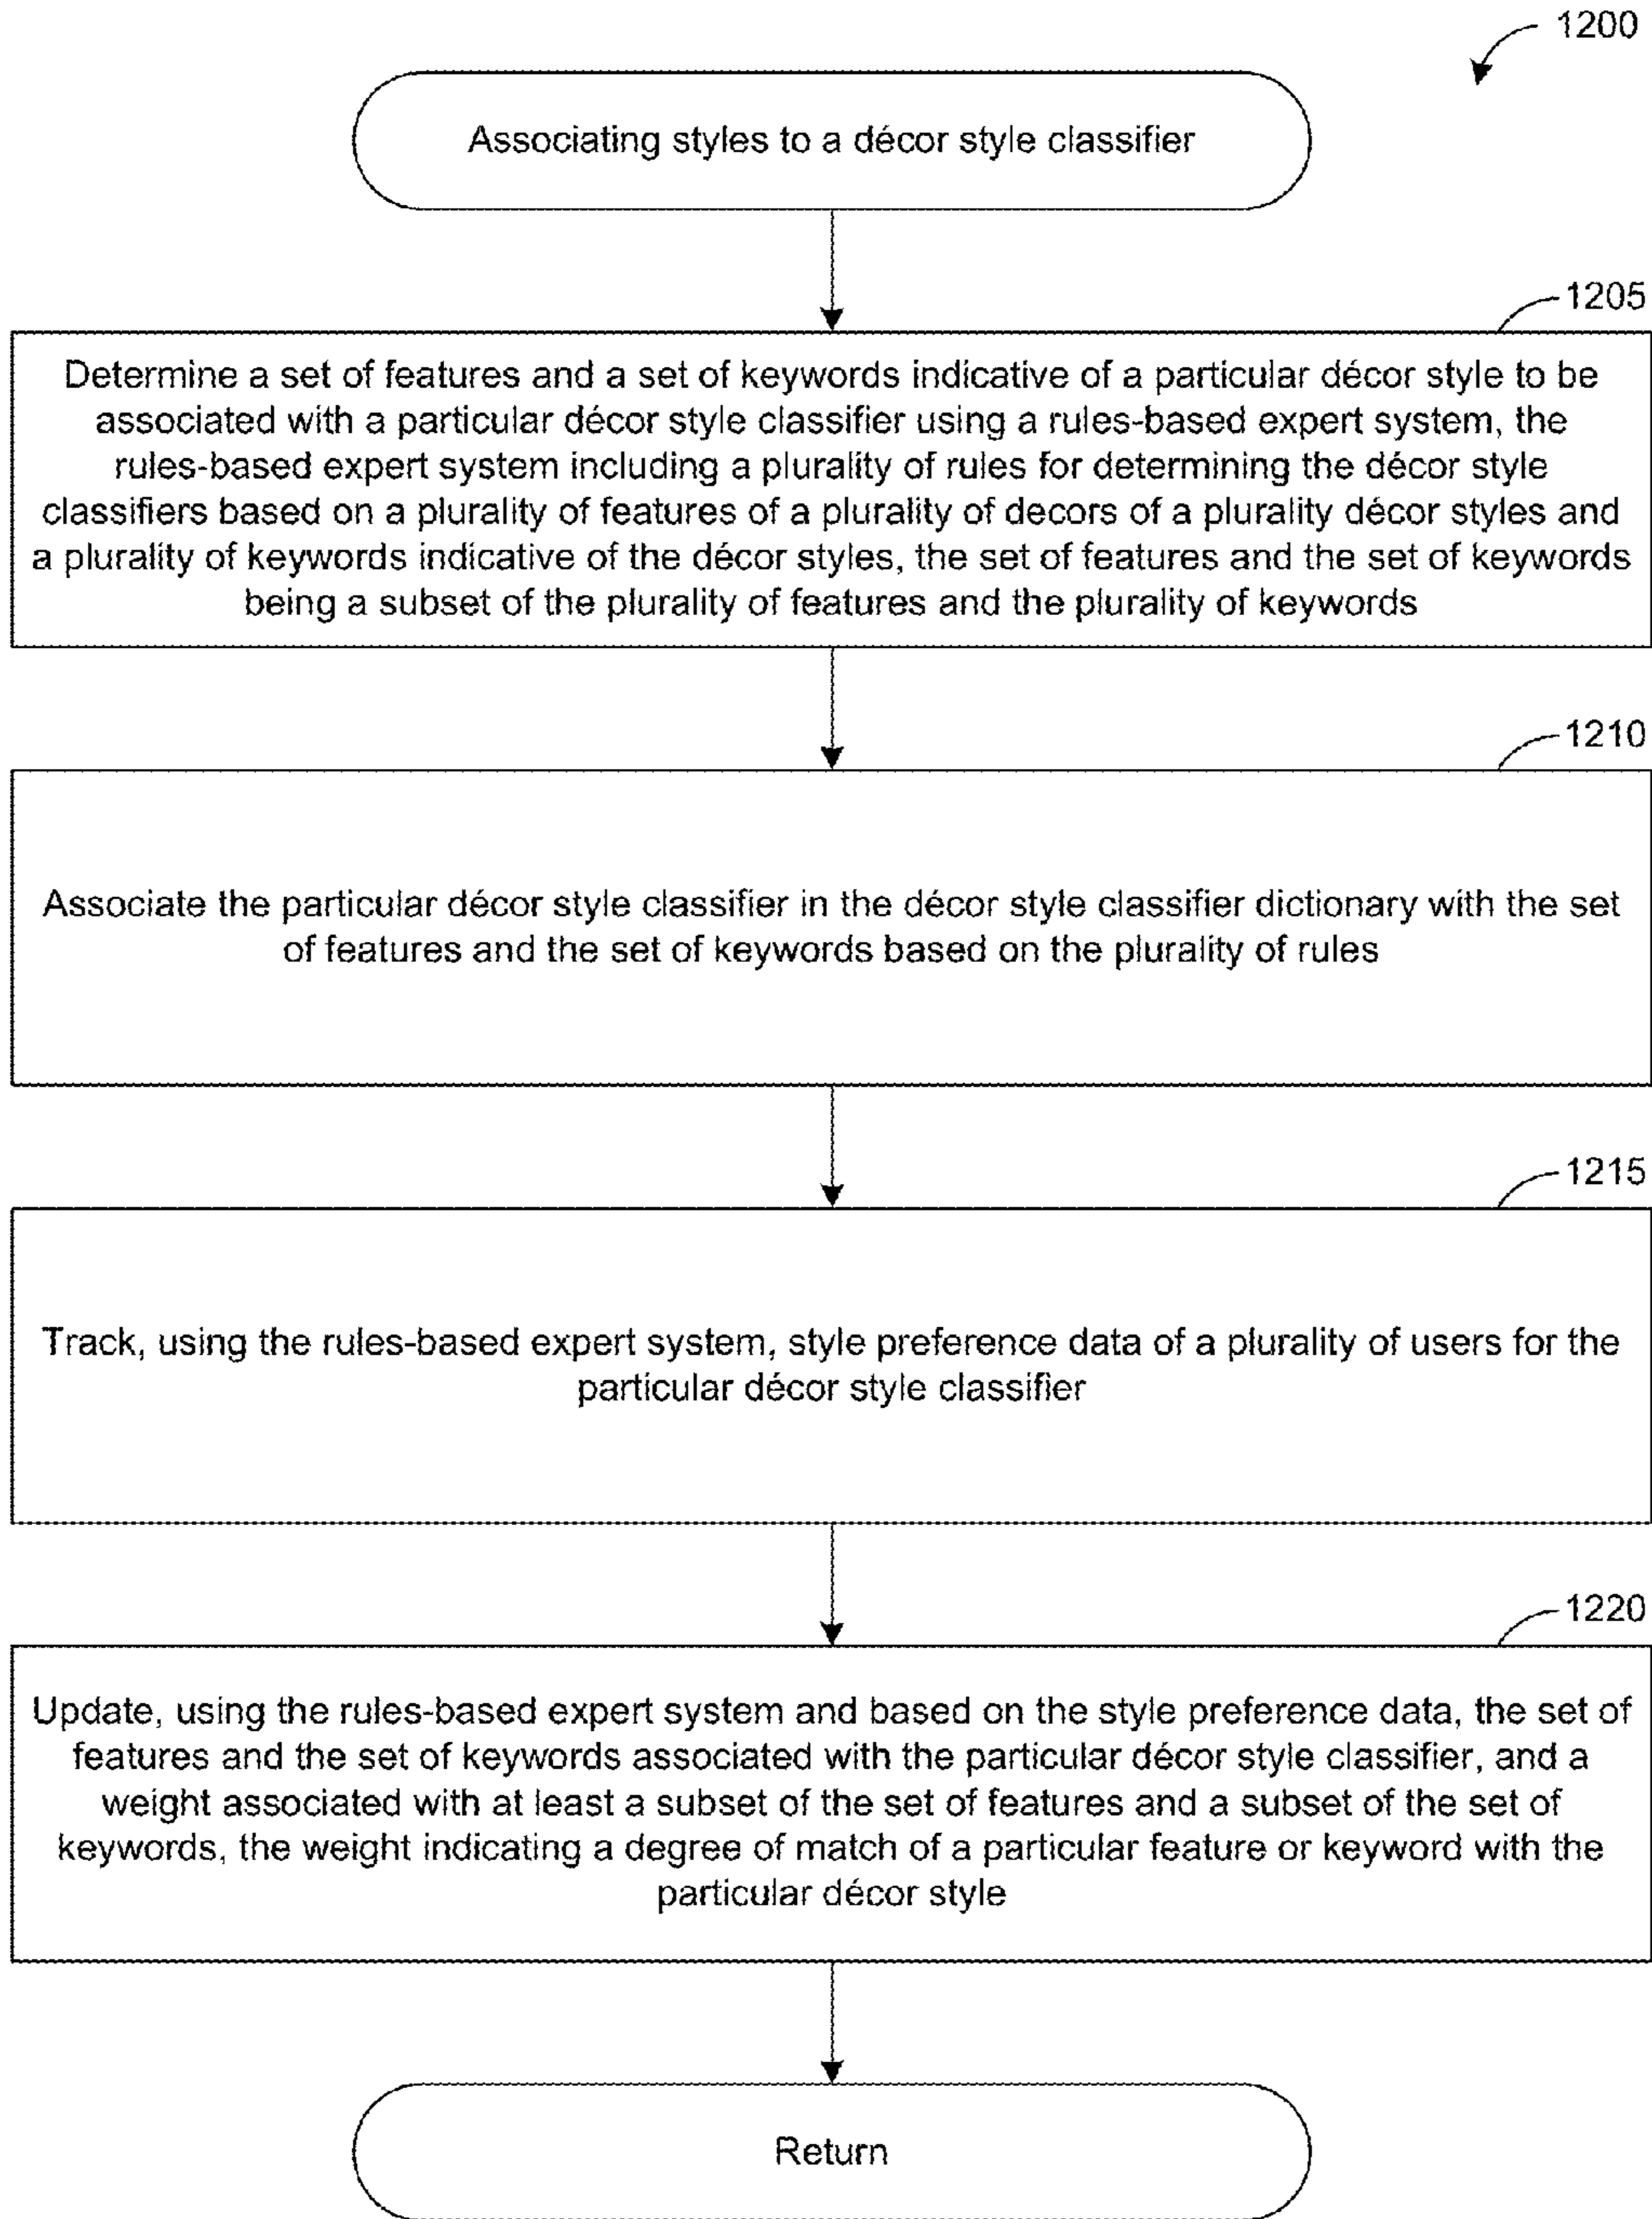 1200
Associating styles to a décor style classifier
1205
Determine a set of features and a set of keywords indicative of a particular décor style to be
associated with a particular décor style classifier using a rules-based expert system, the
rules-based expert system including a plurality of rules for determining the décor style
classifiers based on a plurality of features of a plurality of decors of a plurality décor styles and
a plurality of keywords indicative of the décor styles, the set of features and the set of keywords
being a subset of the plurality of features and the plurality of keywords
1210
Associate the particular décor style classifier in the décor style classifier dictionary with the set
of features and the set of keywords based on the plurality of rules
1215
Track, using the rules-based expert system, style preference data of a plurality of users for the
particular décor style classifier
1220
Update, using the rules-based expert system and based on the style preference data, the set of
features and the set of keywords associated with the particular décor style classifier, and a
weight associated with at least a subset of the set of features and a subset of the set of
keywords, the weight indicating a degree of match of a particular feature or keyword with the
particular décor style
Return